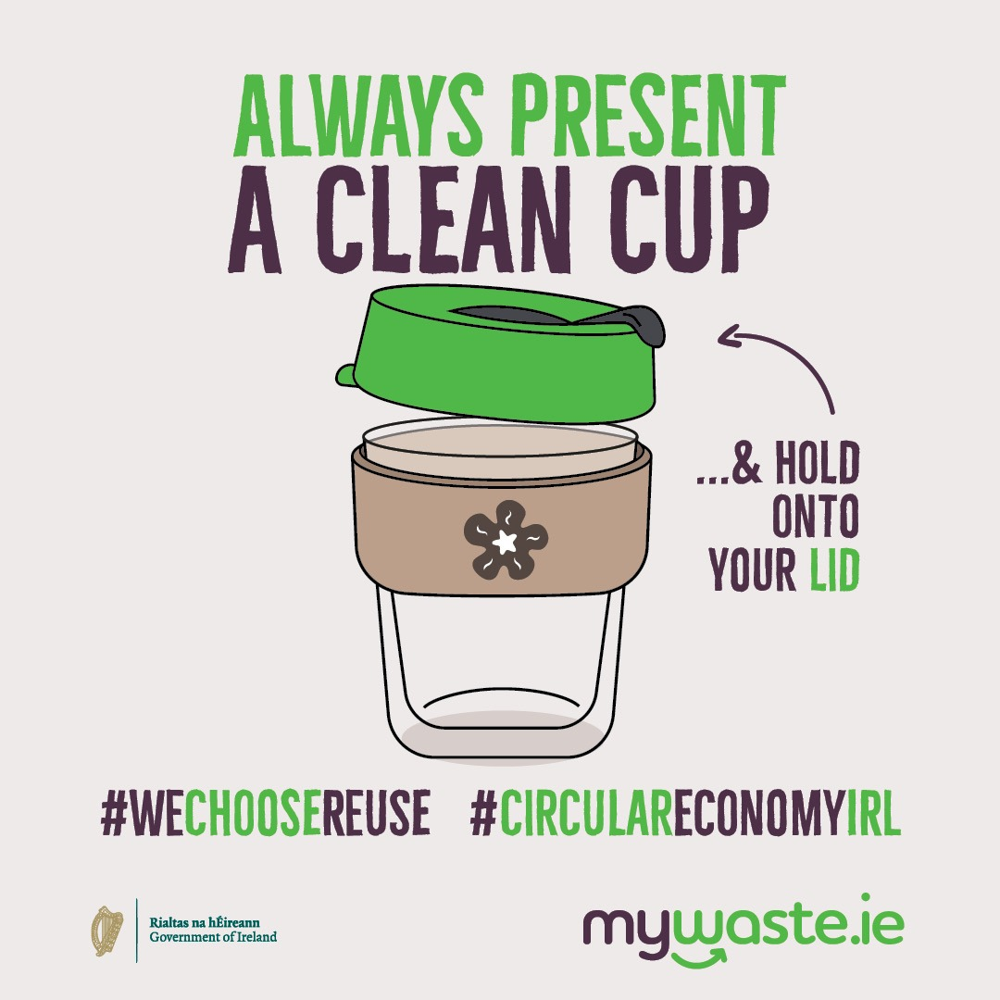 ALWAYS PRESENT
A CLEAN CUP
...& HOLD
ONTO
YOUR LID
#WECHOOSEREUSE #CIRCULARECONOMYIRL
Rialtas na hÉireann
Government of Ireland
mywaste.ie